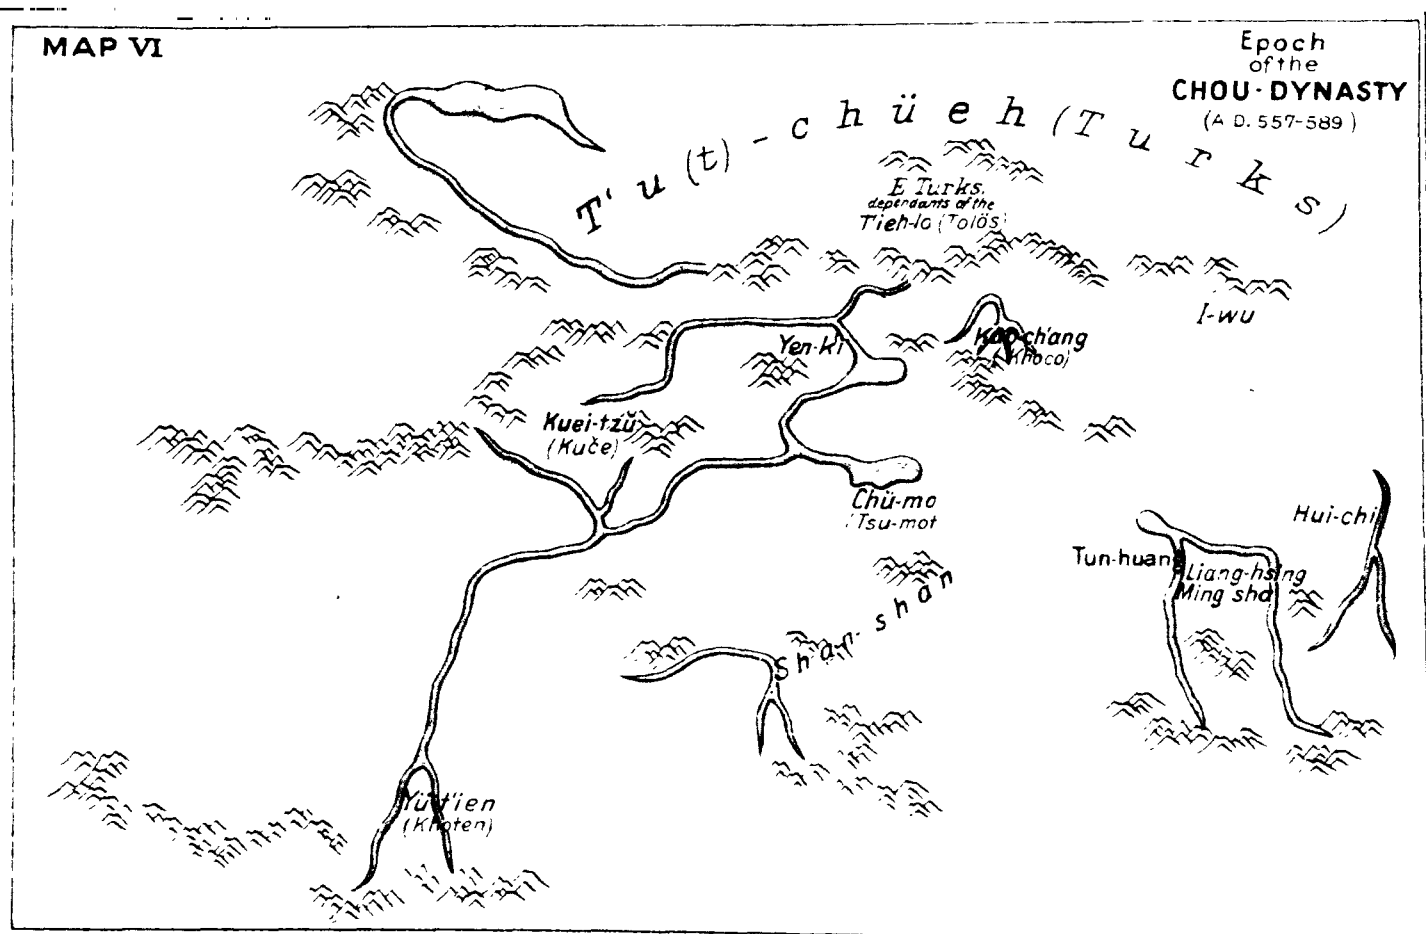 MAP VI
Epoch
of the
CHOU-DYNASTY
(A D. 557-589)
T'u(t)-chüeh (Turks)
E Turks,
dependants of the
T'ieh-lo (Tolös)
I-wu
Yen-k'i
Kao-ch'ang
(Khoco)
Kuei-tzŭ
(Kuče)
Chü-mo
(Tsu-mot
Hui-chi
Tun-huang
Liang-hsing
Ming sha
Shan-shan
Yü-t'ien
(Khoten)